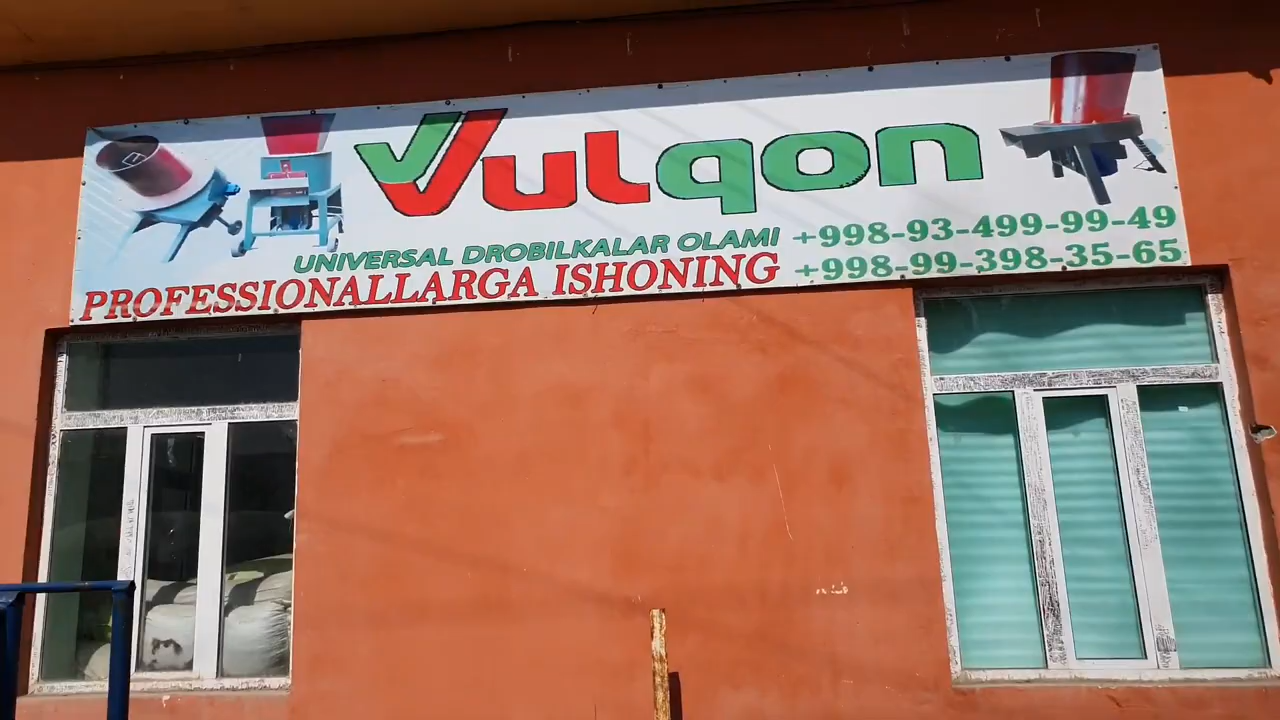 Vulqon
UNIVERSAL DROBILKALAR OLAMI
PROFESSIONALLARGA ISHONING
+998-93-499-99-49
+998-99-398-35-65